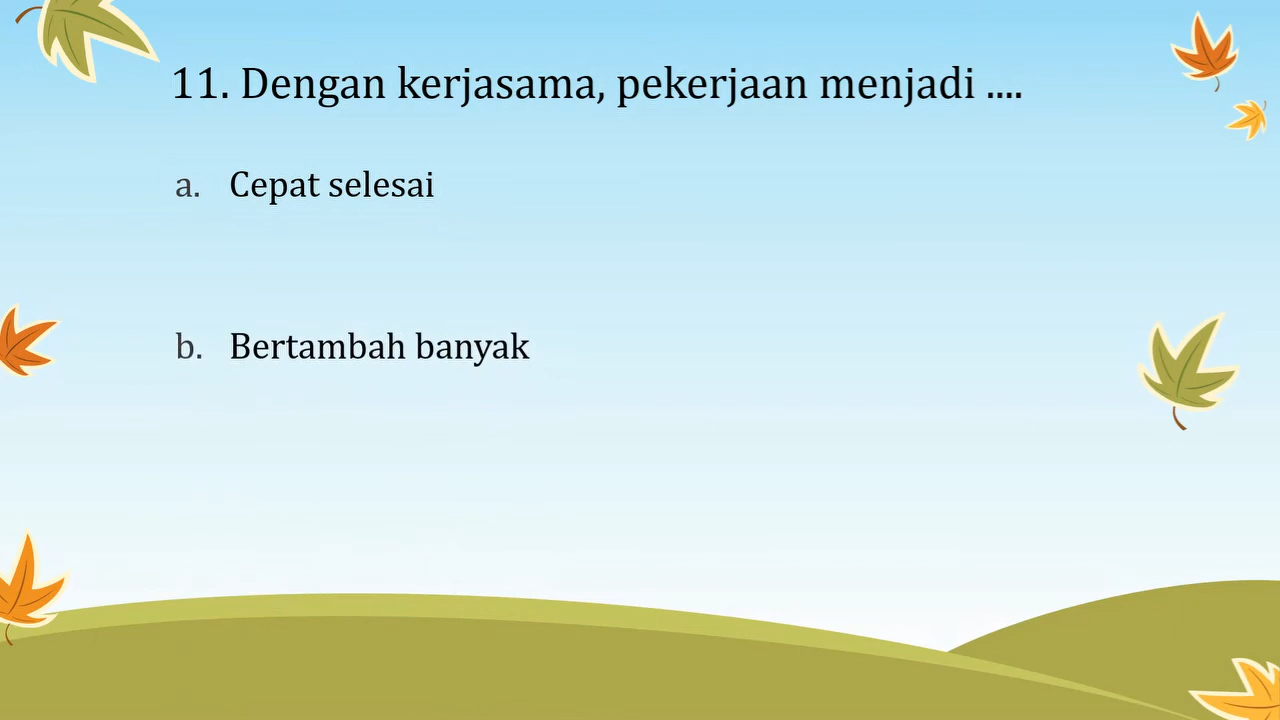 11. Dengan kerjasama, pekerjaan menjadi ....
a. Cepat selesai
b. Bertambah banyak